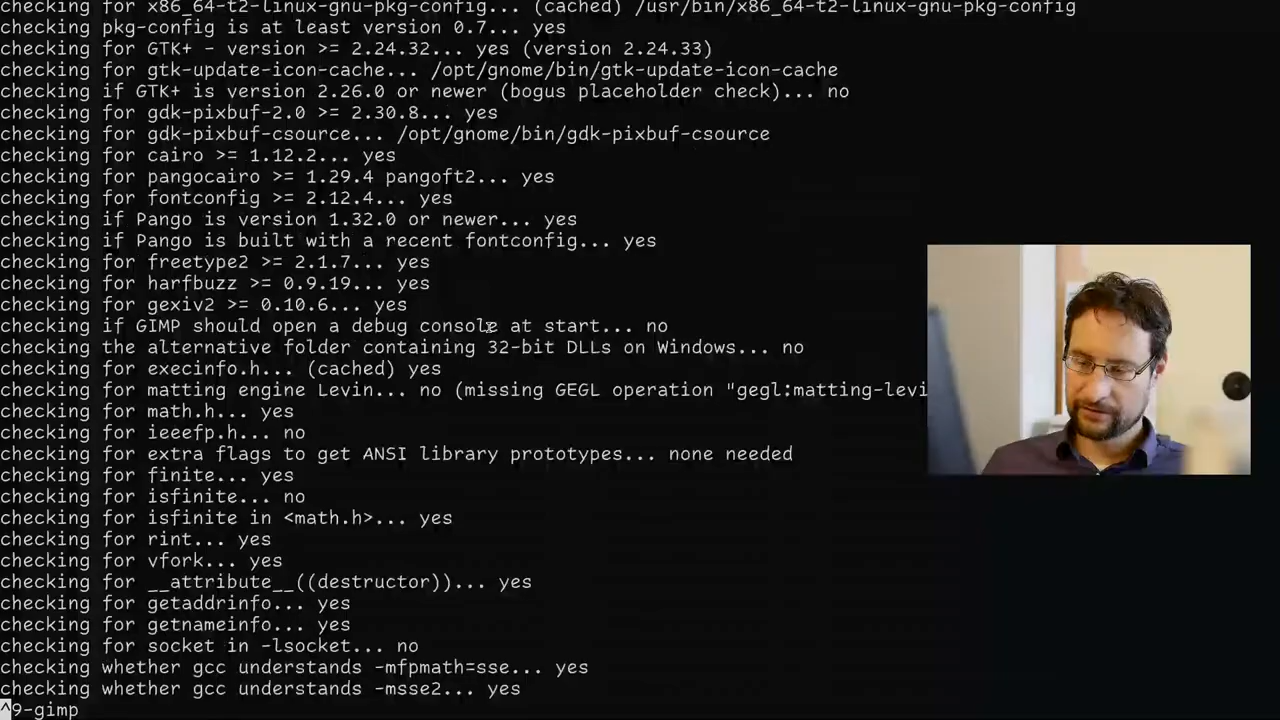 checking for x86_64-t2-linux-gnu-pkg-config... (cached) /usr/bin/x86_64-t2-linux-gnu-pkg-config
checking pkg-config is at least version 0.7... yes
checking for GTK+ - version >= 2.24.32... yes (version 2.24.33)
checking for gtk-update-icon-cache... /opt/gnome/bin/gtk-update-icon-cache
checking if GTK+ is version 2.26.0 or newer (bogus placeholder check)... no
checking for gdk-pixbuf-2.0 >= 2.30.8... yes
checking for gdk-pixbuf-csource... /opt/gnome/bin/gdk-pixbuf-csource
checking for cairo >= 1.12.2... yes
checking for pangocairo >= 1.29.4 pangoft2... yes
checking for fontconfig >= 2.12.4... yes
checking if Pango is version 1.32.0 or newer... yes
checking if Pango is built with a recent fontconfig... yes
checking for freetype2 >= 2.1.7... yes
checking for harfbuzz >= 0.9.19... yes
checking for gexiv2 >= 0.10.6... yes
checking if GIMP should open a debug console at start... no
checking the alternative folder containing 32-bit DLLs on Windows... no
checking for execinfo.h... (cached) yes
checking for matting engine Levin... no (missing GEGL operation "gegl:matting-levi
checking for math.h... yes
checking for ieeefp.h... no
checking for extra flags to get ANSI library prototypes... none needed
checking for finite... yes
checking for isfinite... no
checking for isfinite in <math.h>... yes
checking for rint... yes
checking for vfork... yes
checking for __attribute__((destructor))... yes
checking for getaddrinfo... yes
checking for getnameinfo... yes
checking for socket in -lsocket... no
checking whether gcc understands -mfpmath=sse... yes
checking whether gcc understands -msse2... yes
^9-gimp